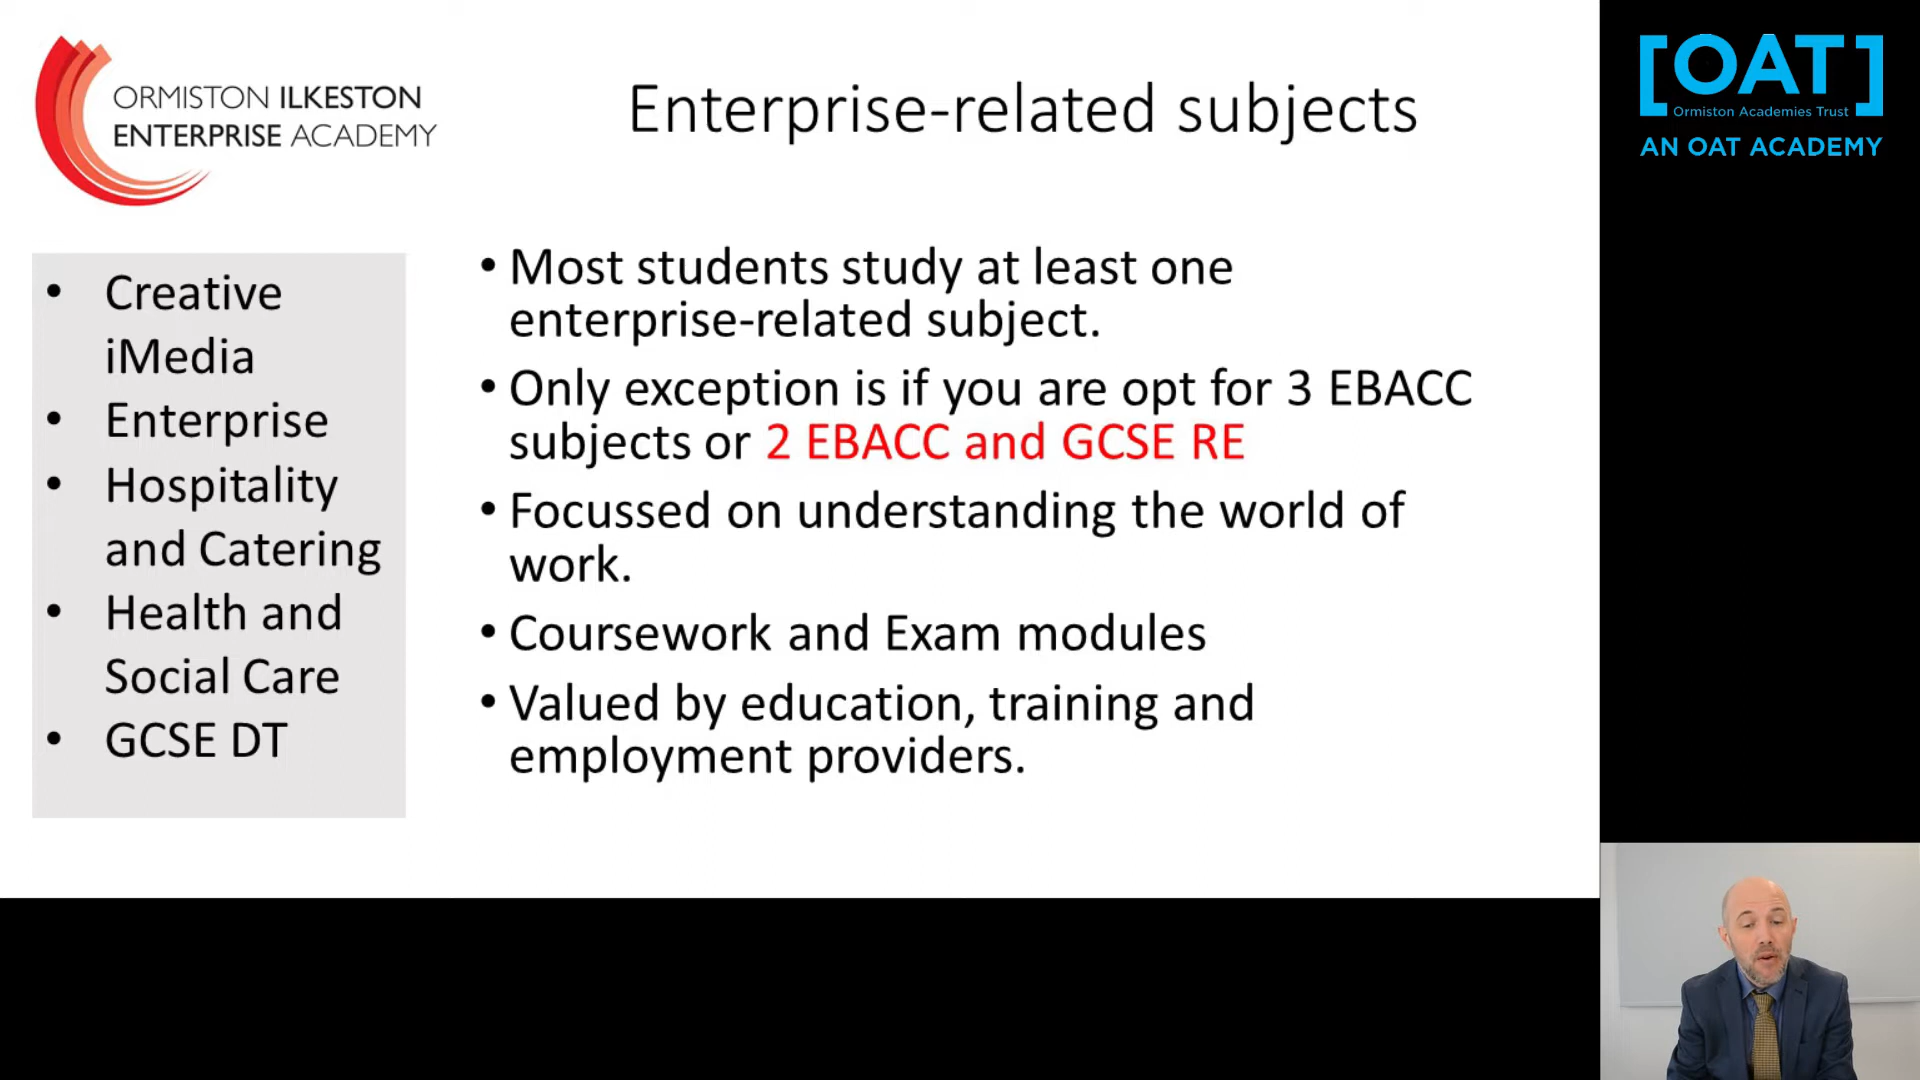 ORMISTON ILKESTON
ENTERPRISE ACADEMY
Enterprise-related subjects
[OAT]
Ormiston Academies Trust
AN OAT ACADEMY
• Creative
iMedia
• Enterprise
• Hospitality
and Catering
• Health and
Social Care
• GCSE DT
• Most students study at least one
enterprise-related subject.
• Only exception is if you are opt for 3 EBACC
subjects or 2 EBACC and GCSE RE
• Focussed on understanding the world of
work.
• Coursework and Exam modules
• Valued by education, training and
employment providers.